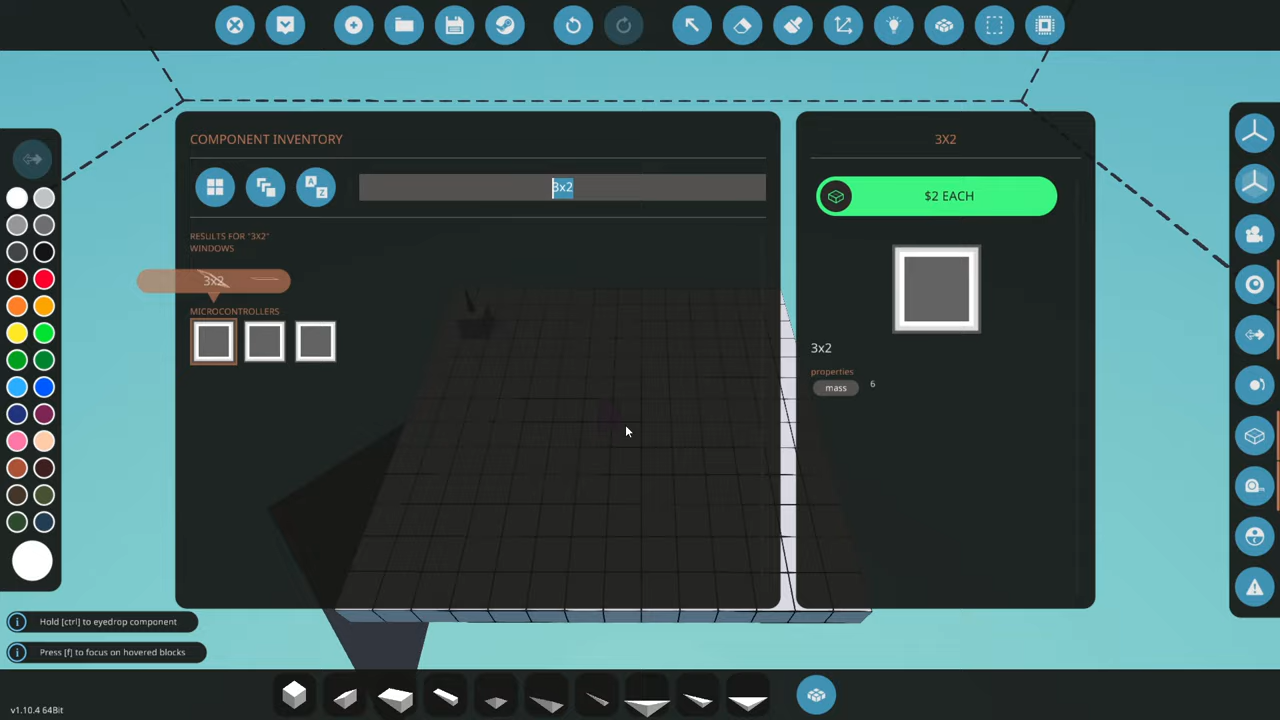 COMPONENT INVENTORY
3X2
A
Z
3x2
$2 EACH
RESULTS FOR "3X2"
WINDOWS
3x2
MICROCONTROLLERS
3x2
properties
mass 6
Hold [ctrl] to eyedrop component
Press [f] to focus on hovered blocks
v1.10.4 64Bit